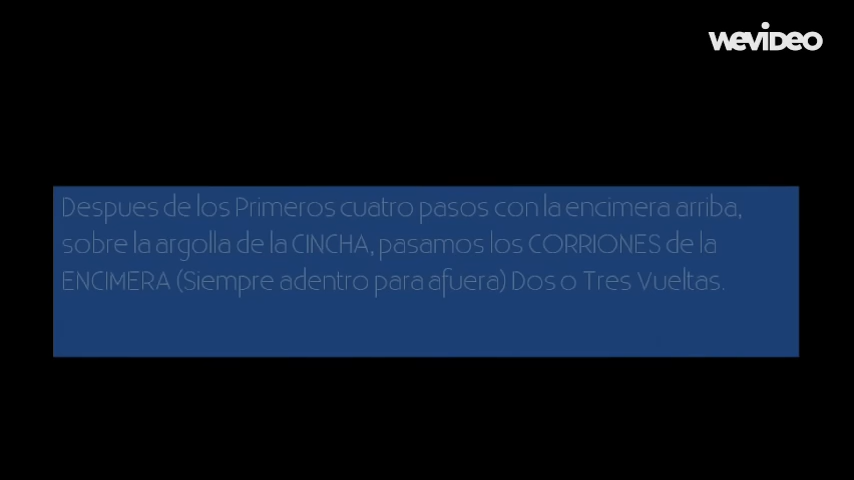 wevideo
Despues de los Primeros cuatro pasos con la encimera arriba,
sobre la argolla de la CINCHA, pasamos los CORRIONES de la
ENCIMERA (Siempre adentro para afuera) Dos o Tres Vueltas.